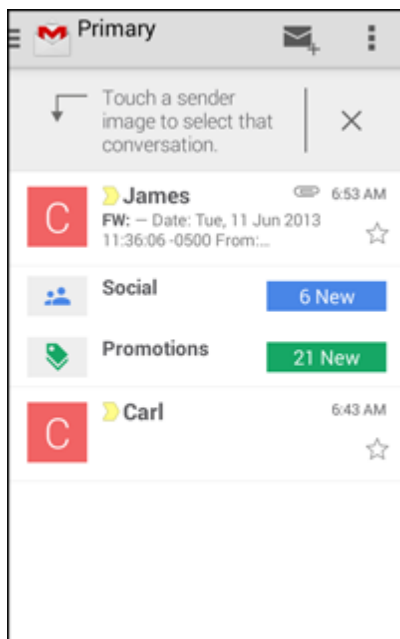 Primary
Touch a sender
image to select that
conversation.
C
James
6:53 AM
FW: – Date: Tue, 11 Jun 2013
11:36:06 -0500 From:...
Social
6 New
Promotions
21 New
C
Carl
6:43 AM